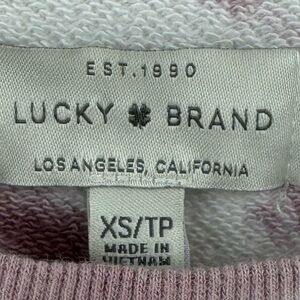 EST.1990
LUCKY BRAND
LOS ANGELES, CALIFORNIA
XS/TP
MADE IN
VIETNAM